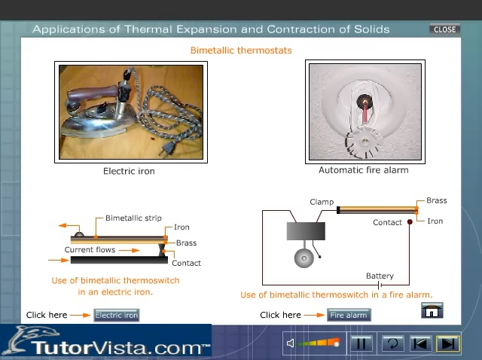 Applications of Thermal Expansion and Contraction of Solids
CLOSE
Bimetallic thermostats
Electric iron
Automatic fire alarm
Bimetallic strip
Iron
Brass
Current flows
Contact
Use of bimetallic thermoswitch
in an electric iron.
Clamp
Brass
Contact
Iron
Battery
Use of bimetallic thermoswitch in a fire alarm.
Click here
Electric iron
Click here
Fire alarm
TutorVista.com™